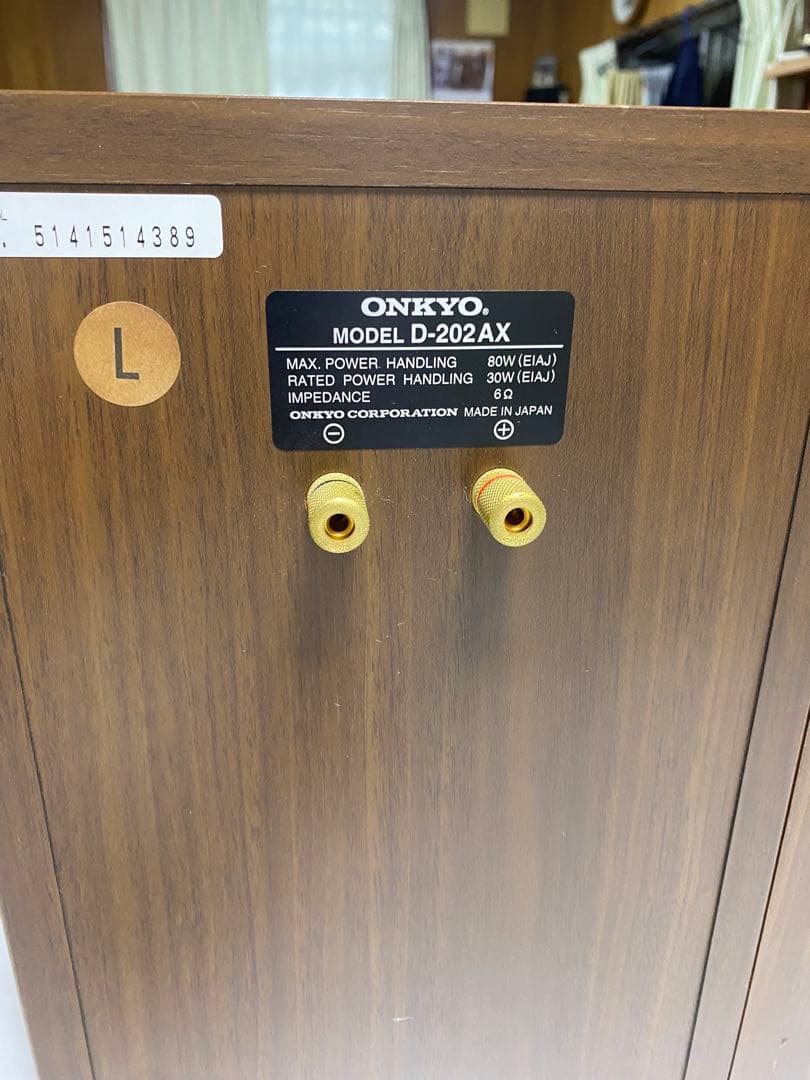 . 5141514389
L
ONKYO®
MODEL D-202AX
MAX. POWER HANDLING 80W (EIAJ)
RATED POWER HANDLING 30W (EIAJ)
IMPEDANCE 6Ω
ONKYO CORPORATION MADE IN JAPAN
⊖ ⊕